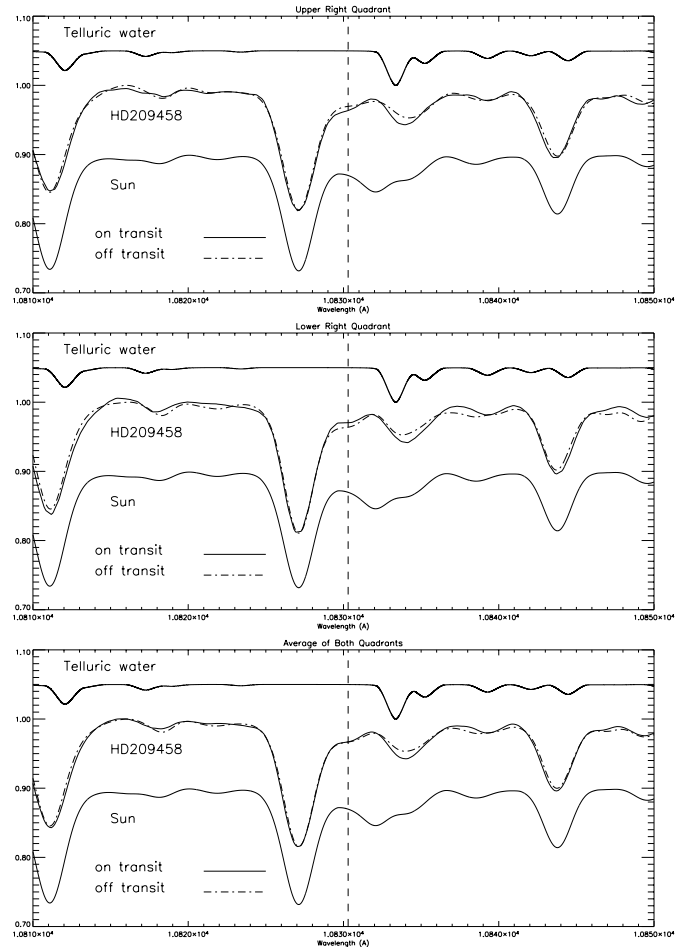 Upper Right Quadrant
1.10
Telluric water
1.00
HD209458
0.90
Sun
0.80
on transit
off transit
0.70
1.0810×10⁴
1.0820×10⁴
1.0830×10⁴
1.0840×10⁴
1.0850×10⁴
Wavelength (A)
Lower Right Quadrant
1.10
Telluric water
1.00
HD209458
0.90
Sun
0.80
on transit
off transit
0.70
1.0810×10⁴
1.0820×10⁴
1.0830×10⁴
1.0840×10⁴
1.0850×10⁴
Wavelength (A)
Average of Both Quadrants
1.10
Telluric water
1.00
HD209458
0.90
Sun
0.80
on transit
off transit
0.70
1.0810×10⁴
1.0820×10⁴
1.0830×10⁴
1.0840×10⁴
1.0850×10⁴
Wavelength (A)